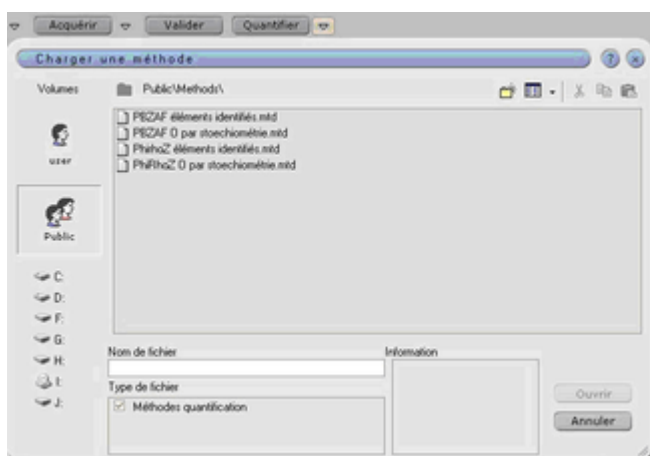 Acquérir Valider Quantifier
Charger une méthode
Volumes Public\Methods\
PBZAF éléments identifiés.mtd
PBZAF O par stoechiométrie.mtd
PhirhoZ éléments identifiés.mtd
PhiRhoZ O par stoechiométrie.mtd
user
Public
C:
D:
F:
G:
H:
I:
J:
Nom de fichier Information
Type de fichier
Méthodes quantification
Ouvrir
Annuler